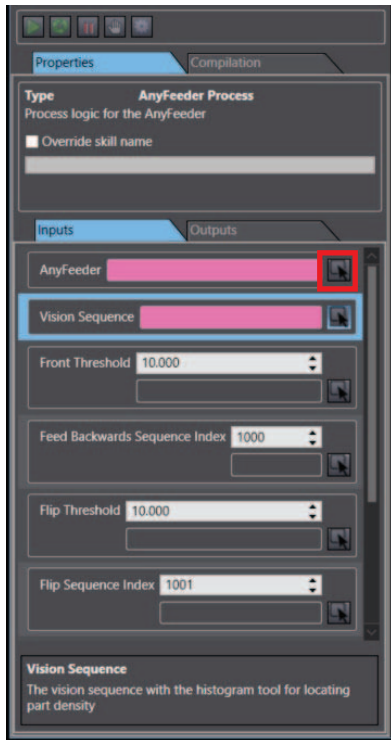 Properties
Compilation
Type AnyFeeder Process
Process logic for the AnyFeeder
Override skill name
Inputs
Outputs
AnyFeeder
Vision Sequence
Front Threshold 10.000
Feed Backwards Sequence Index 1000
Flip Threshold 10.000
Flip Sequence Index 1001
Vision Sequence
The vision sequence with the histogram tool for locating
part density